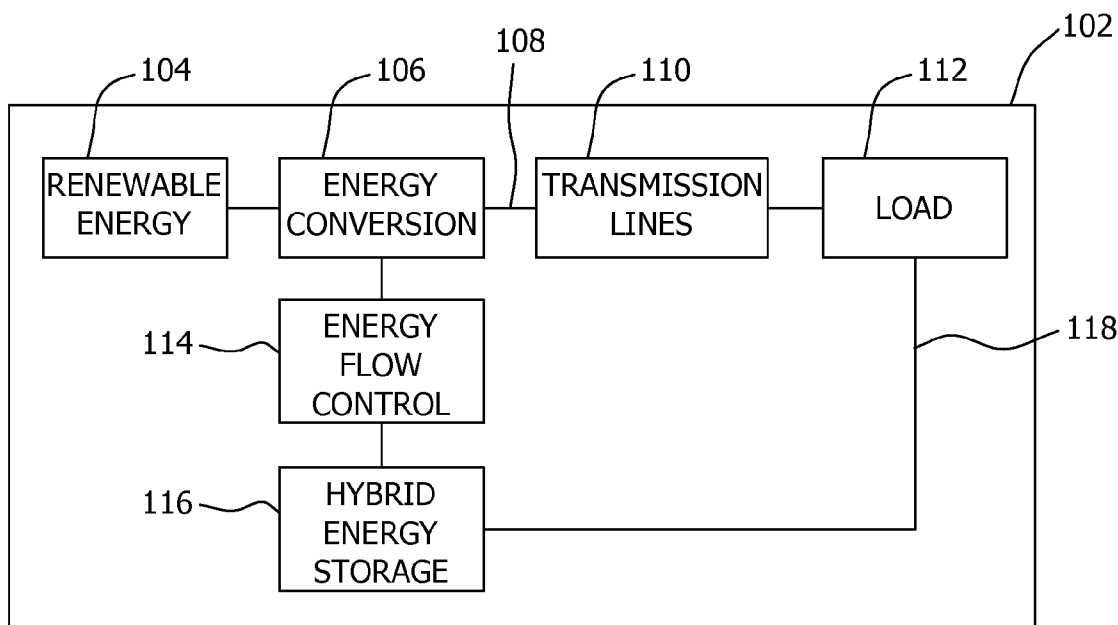 102
108
104
106
110
112
RENEWABLE
ENERGY
ENERGY
CONVERSION
TRANSMISSION
LINES
LOAD
114
ENERGY
FLOW
CONTROL
118
116
HYBRID
ENERGY
STORAGE